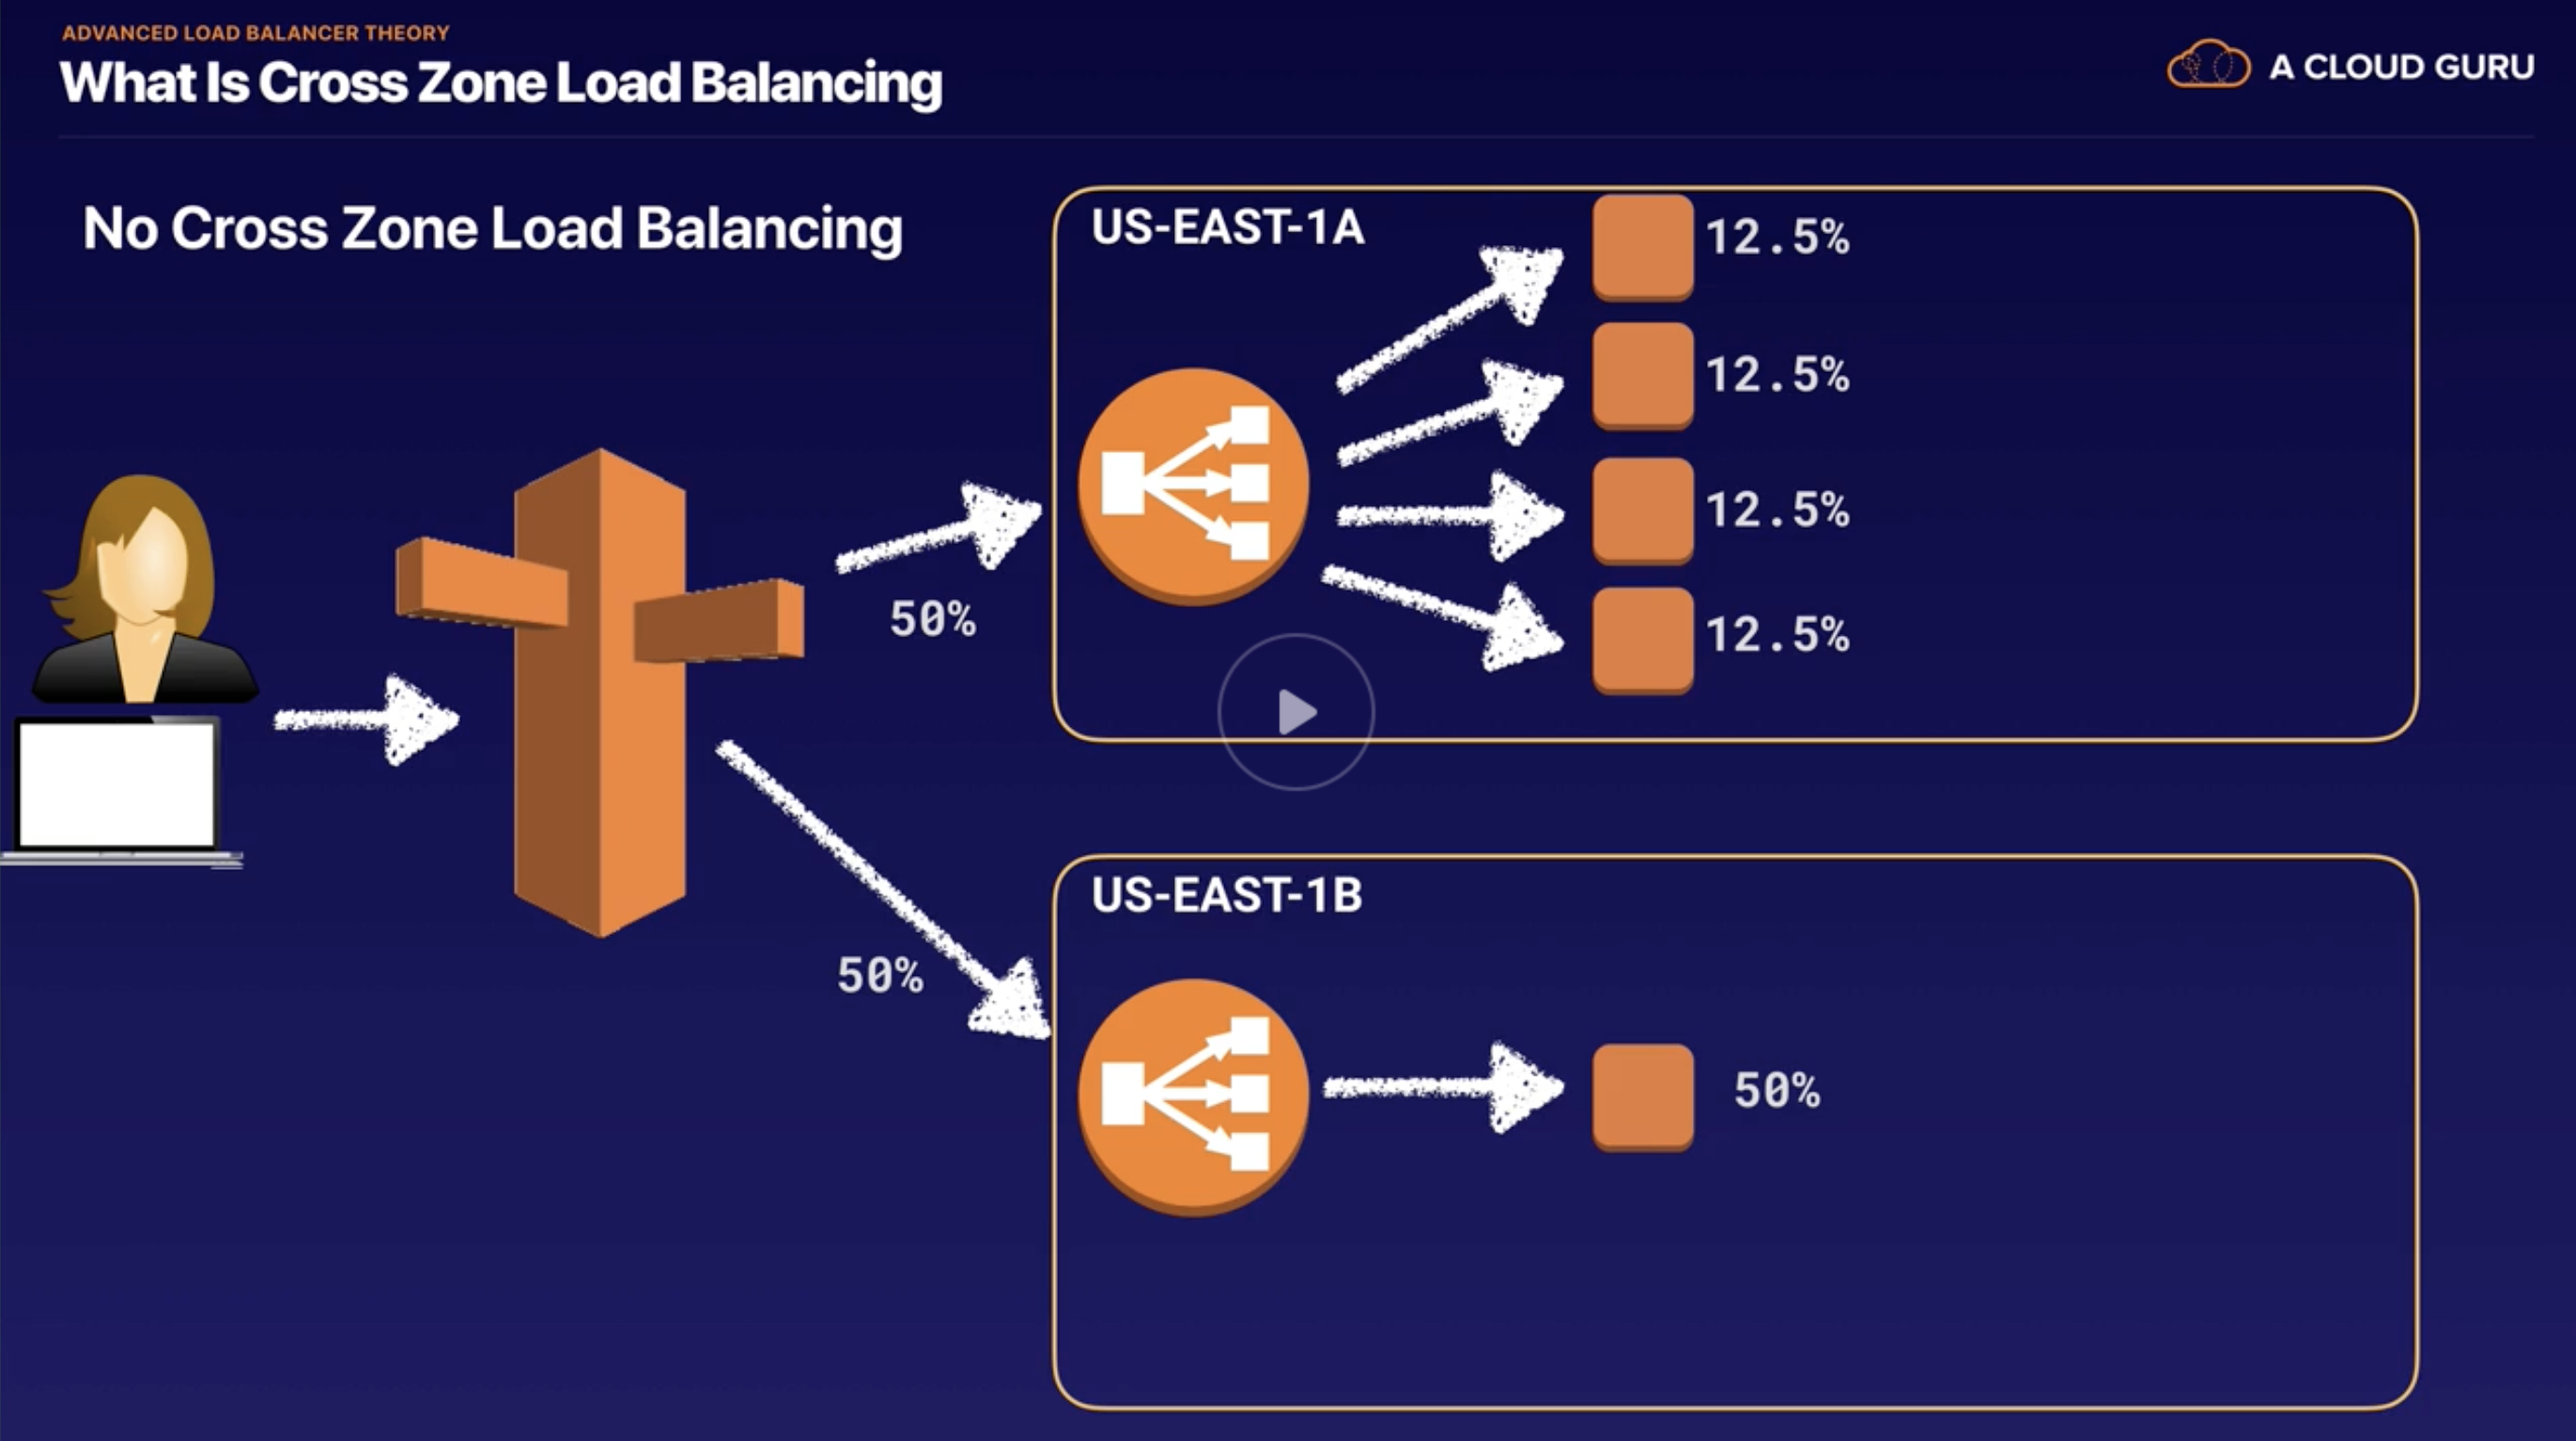 ADVANCED LOAD BALANCER THEORY
What Is Cross Zone Load Balancing
A CLOUD GURU
No Cross Zone Load Balancing
US-EAST-1A
12.5%
12.5%
12.5%
12.5%
50%
US-EAST-1B
50%
50%